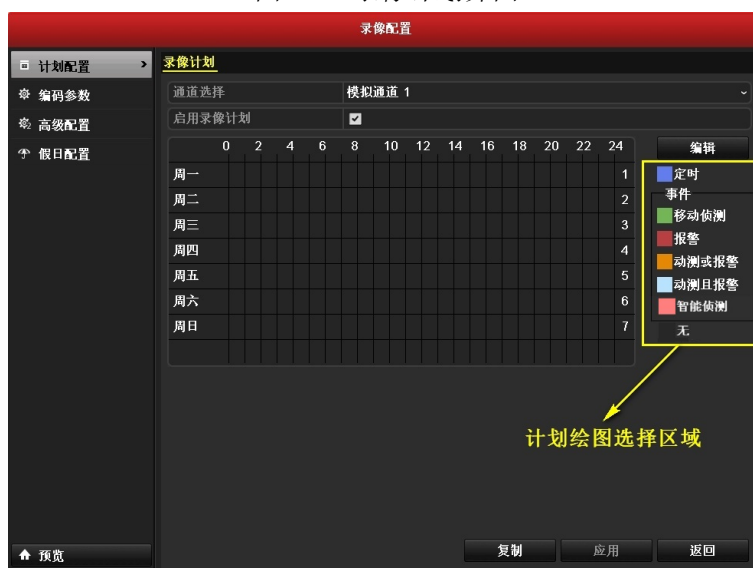 录像配置
计划配置
编码参数
高级配置
假日配置
录像计划
通道选择 模拟通道 1
启用录像计划
0 2 4 6 8 10 12 14 16 18 20 22 24
编辑
周一 1
周二 2
周三 3
周四 4
周五 5
周六 6
周日 7
定时
事件
移动侦测
报警
动测或报警
动测且报警
智能侦测
无
计划绘图选择区域
预览
复制 应用 返回